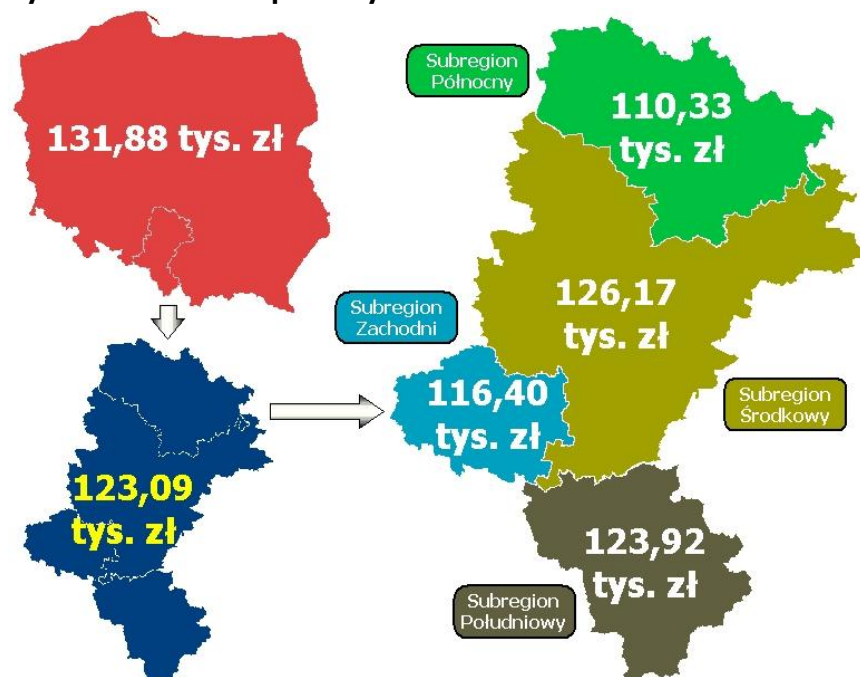 131,88 tys. zł
Subregion
Północny
110,33
tys. zł
126,17
tys. zł
Subregion
Zachodni
116,40
tys. zł
Subregion
Środkowy
123,09
tys. zł
123,92
tys. zł
Subregion
Południowy